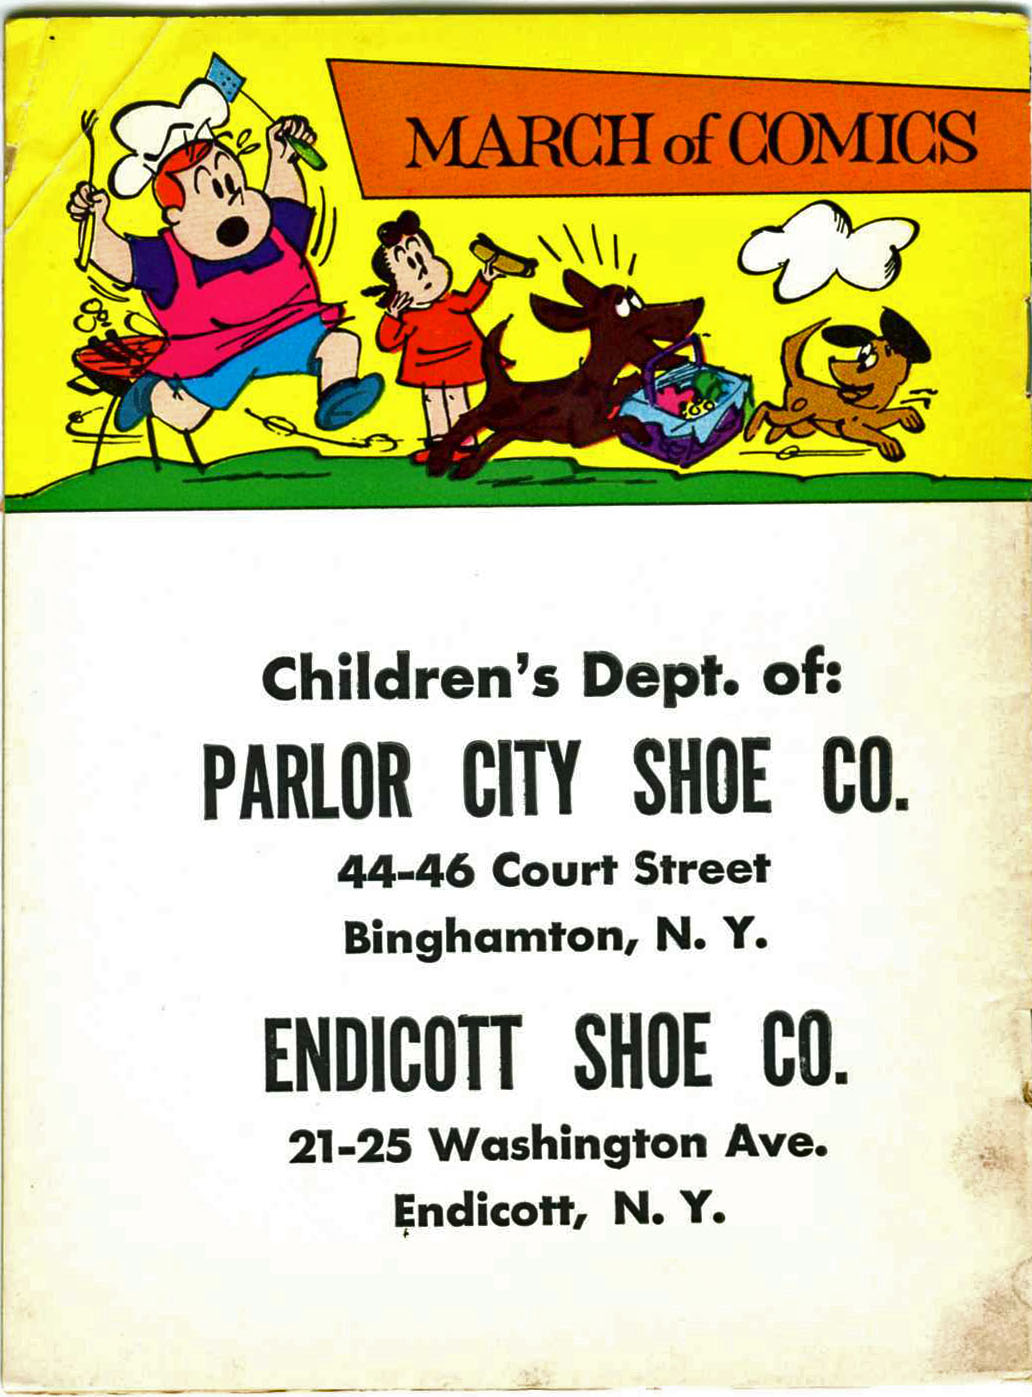 MARCH of COMICS
Children's Dept. of:
PARLOR CITY SHOE CO.
44-46 Court Street
Binghamton, N. Y.
ENDICOTT SHOE CO.
21-25 Washington Ave.
Endicott, N. Y.